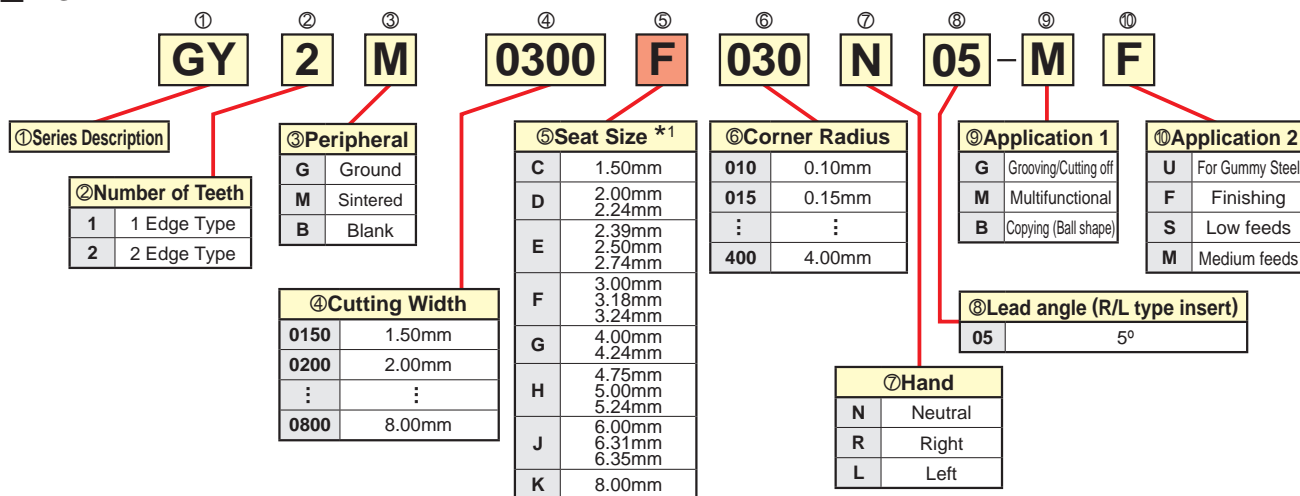 ① ② ③ ④ ⑤ ⑥ ⑦ ⑧ ⑨ ⑩
GY 2 M 0300 F 030 N 05 – M F
①Series Description
②Number of Teeth
1 1 Edge Type
2 2 Edge Type
③Peripheral
G Ground
M Sintered
B Blank
④Cutting Width
0150 1.50mm
0200 2.00mm
⋮ ⋮
0800 8.00mm
⑤Seat Size *1
C 1.50mm
D 2.00mm
2.24mm
E 2.39mm
2.50mm
2.74mm
F 3.00mm
3.18mm
3.24mm
G 4.00mm
4.24mm
H 4.75mm
5.00mm
5.24mm
J 6.00mm
6.31mm
6.35mm
K 8.00mm
⑥Corner Radius
010 0.10mm
015 0.15mm
⋮ ⋮
400 4.00mm
⑦Hand
N Neutral
R Right
L Left
⑧Lead angle (R/L type insert)
05 5º
⑨Application 1
G Grooving/Cutting off
M Multifunctional
B Copying (Ball shape)
⑩Application 2
U For Gummy Steel
F Finishing
S Low feeds
M Medium feeds